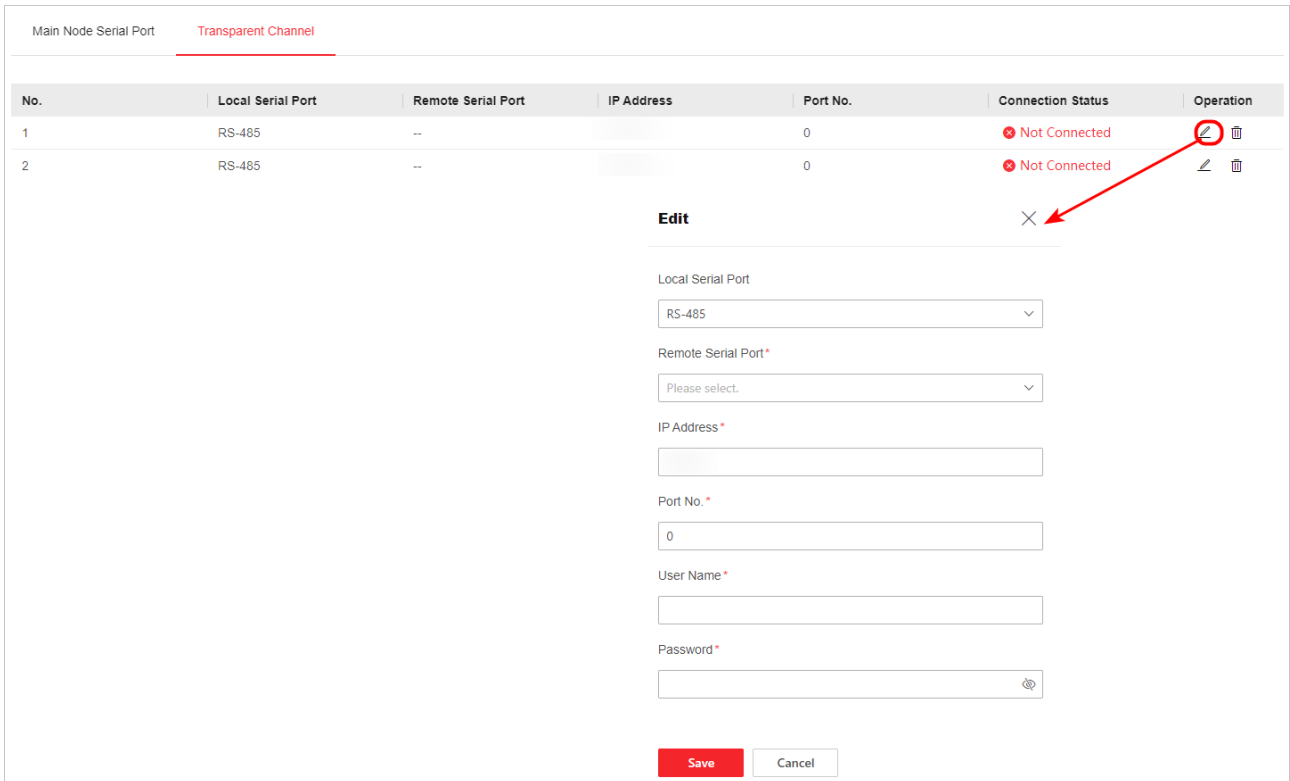 Main Node Serial Port Transparent Channel
No. Local Serial Port Remote Serial Port IP Address Port No. Connection Status Operation
1 RS-485 -- 0 Not Connected
2 RS-485 -- 0 Not Connected
Edit
Local Serial Port
RS-485
Remote Serial Port*
Please select.
IP Address*
Port No.*
0
User Name*
Password*
Save Cancel